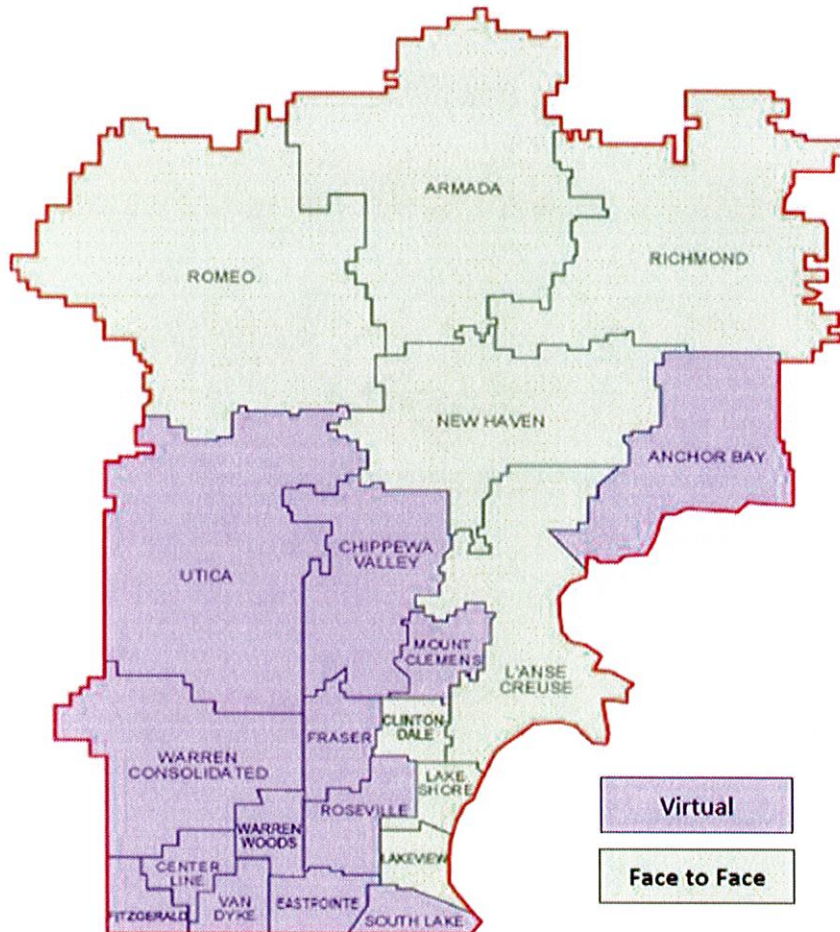 ARMADA
RICHMOND
ROMEO
NEW HAVEN
ANCHOR BAY
CHIPPEWA
VALLEY
UTICA
MOUNT
CLEMENS
L'ANSE
CREUSE
CLINTON-
DALE
FRASER
WARREN
CONSOLIDATED
LAKE
SHORE
ROSEVILLE
WARREN
WOODS
LAKEVIEW
CENTER
LINE
VAN
DYKE
EASTPOINTE
FITZGERALD
SOUTH LAKE
Virtual
Face to Face